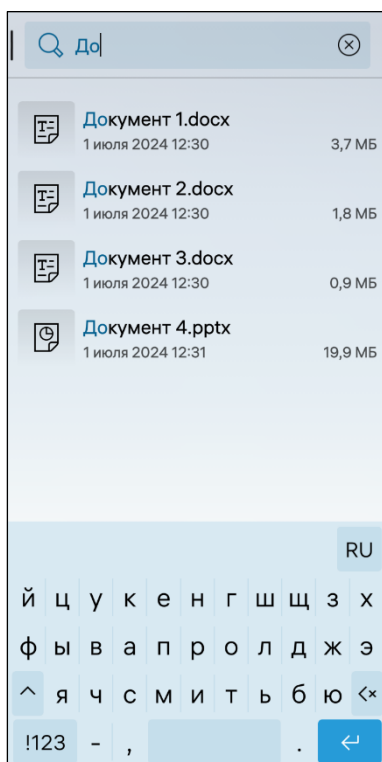 До
Документ 1.docx
1 июля 2024 12:30 3,7 МБ
Документ 2.docx
1 июля 2024 12:30 1,8 МБ
Документ 3.docx
1 июля 2024 12:30 0,9 МБ
Документ 4.pptx
1 июля 2024 12:31 19,9 МБ
RU
й ц у к е н г ш щ з х
ф ы в а п р о л д ж э
я ч с м и т ь б ю
!123 - , .